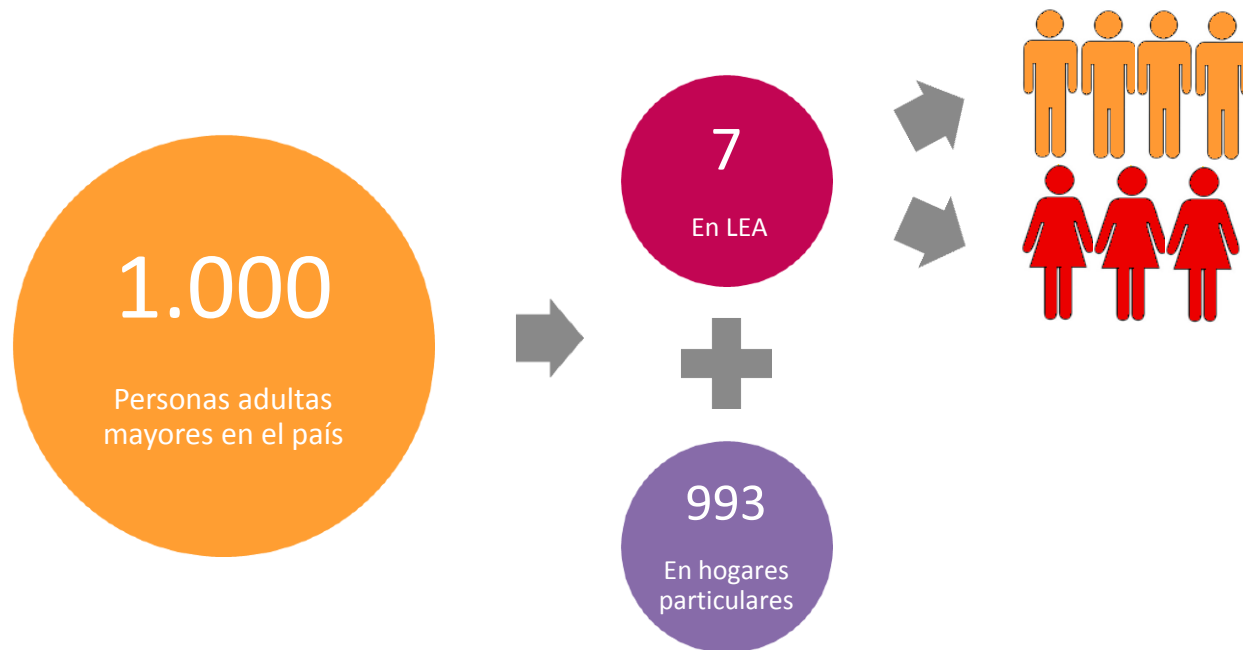 1.000
Personas adultas
mayores en el país
7
En LEA
993
En hogares
particulares